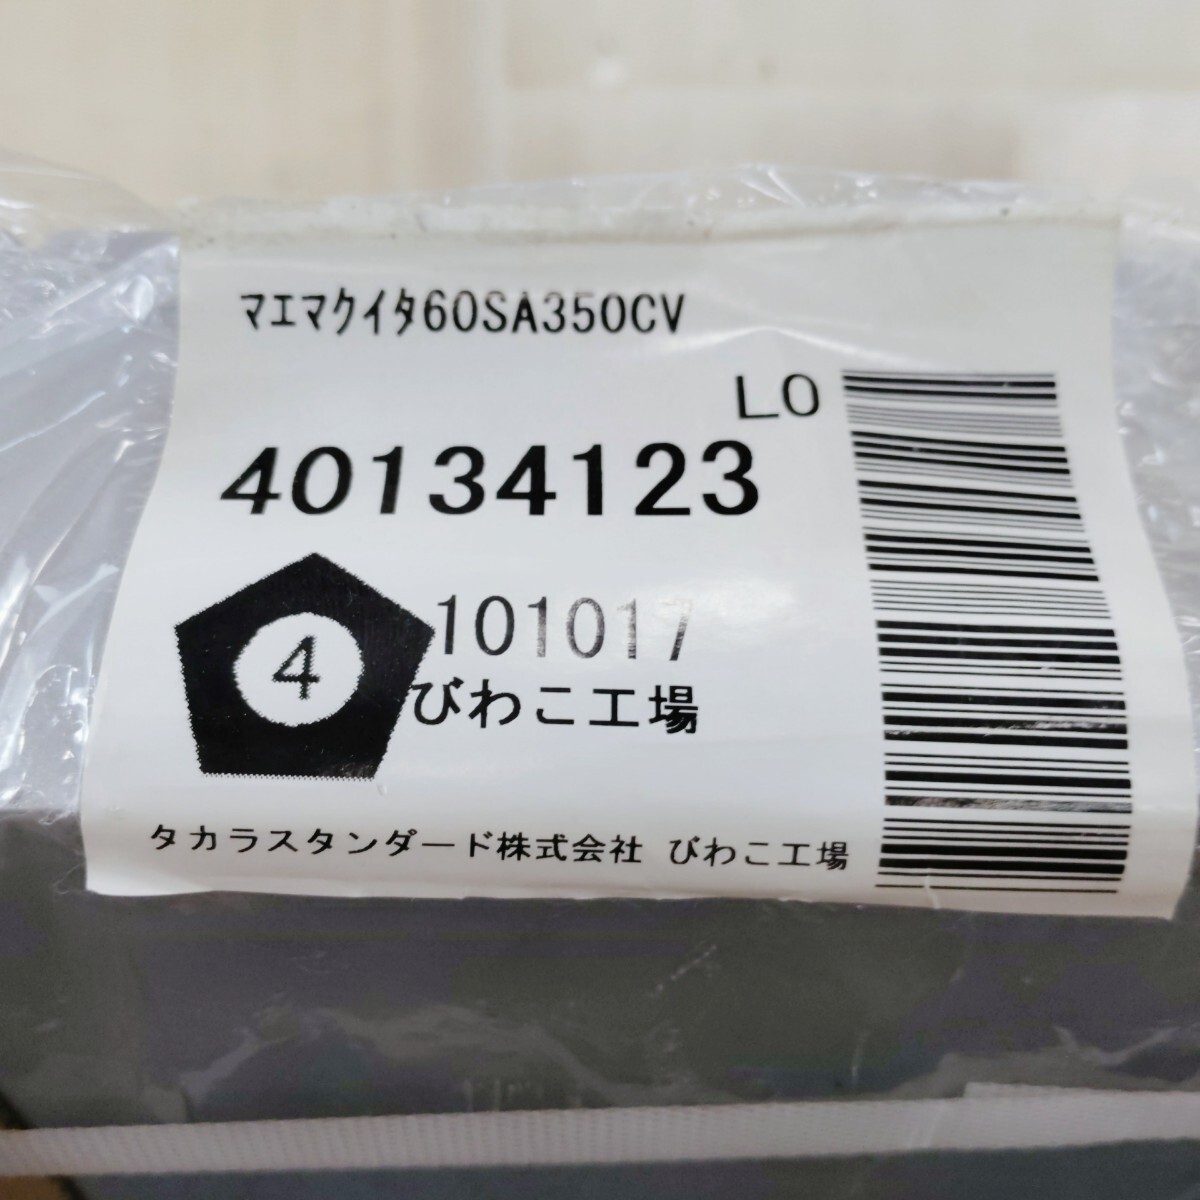 マエマクイタ60SA350CV
L0
40134123
101017
4
びわこ工場
タカラスタンダード株式会社 びわこ工場